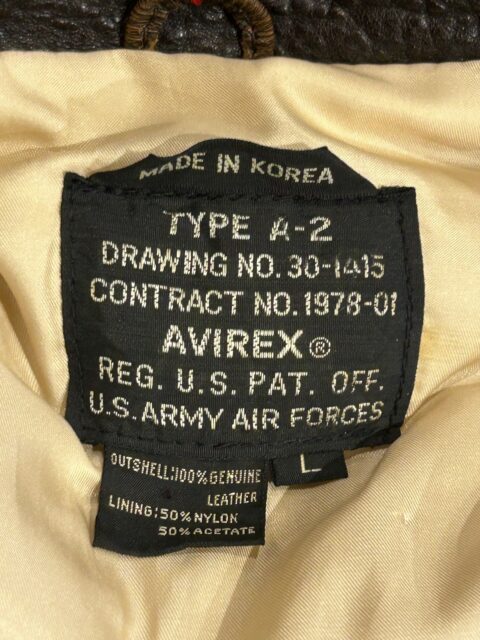 MADE IN KOREA
TYPE A-2
DRAWING NO. 30-1415
CONTRACT NO. 1978-01
AVIREX ®
REG. U.S. PAT. OFF.
U.S. ARMY AIR FORCES
L
OUTSHELL:100% GENUINE
LEATHER
LINING:50% NYLON
50% ACETATE